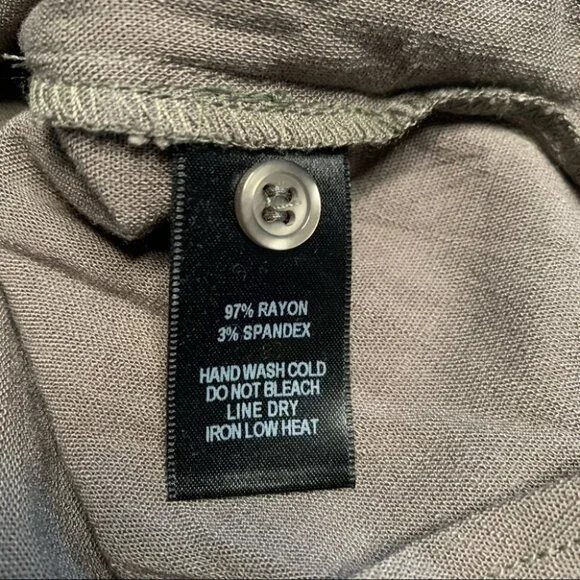 97% RAYON
3% SPANDEX
HAND WASH COLD
DO NOT BLEACH
LINE DRY
IRON LOW HEAT